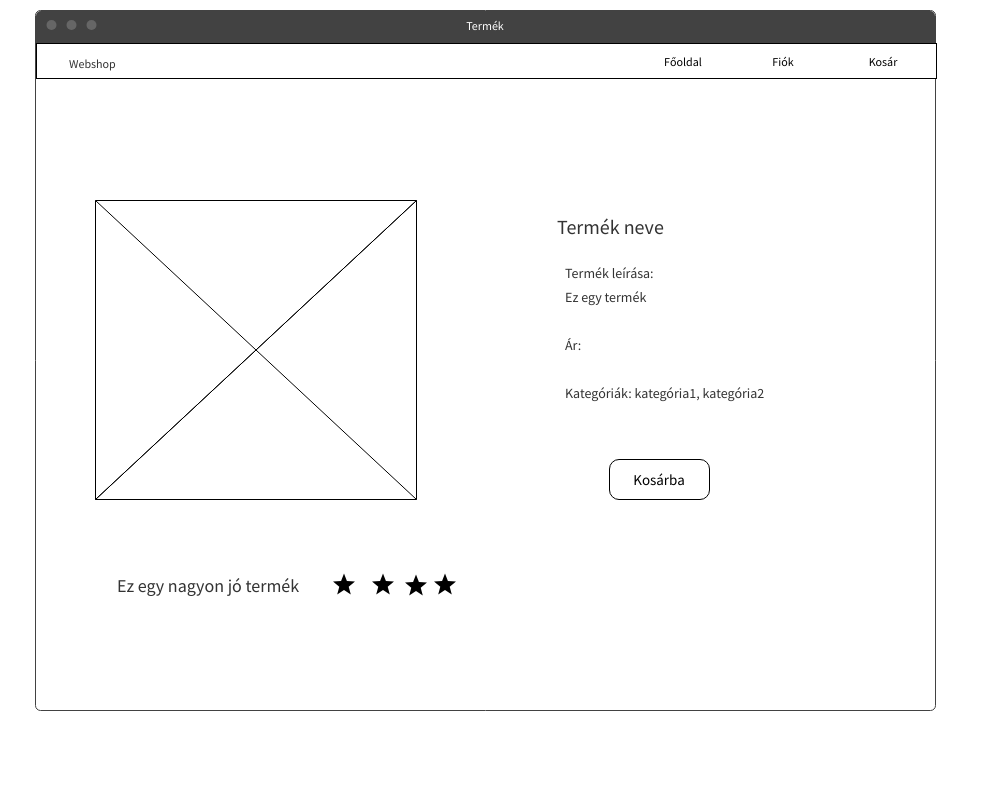 Termék
Webshop
Főoldal
Fiók
Kosár
Termék neve
Termék leírása:
Ez egy termék
Ár:
Kategóriák: kategória1, kategória2
Kosárba
Ez egy nagyon jó termék